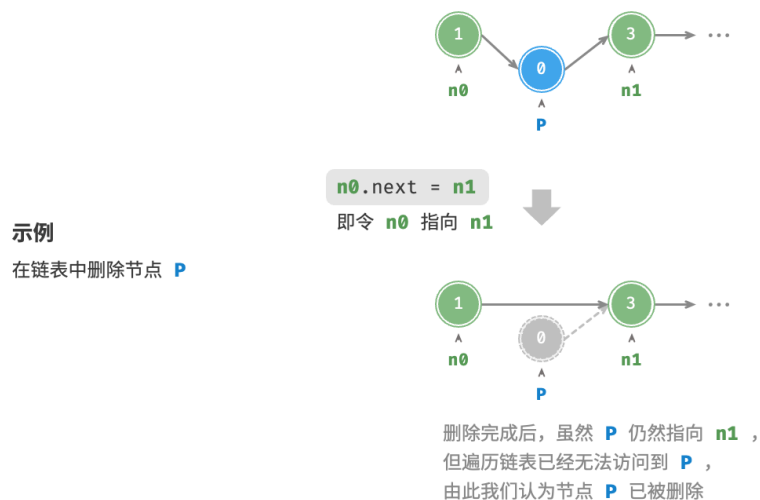 1
3
...
0
n0
n1
P
n0.next = n1
即令 n0 指向 n1
示例
在链表中删除节点 P
1
3
...
0
n0
n1
P
删除完成后，虽然 P 仍然指向 n1 ，
但遍历链表已经无法访问到 P ，
由此我们认为节点 P 已被删除